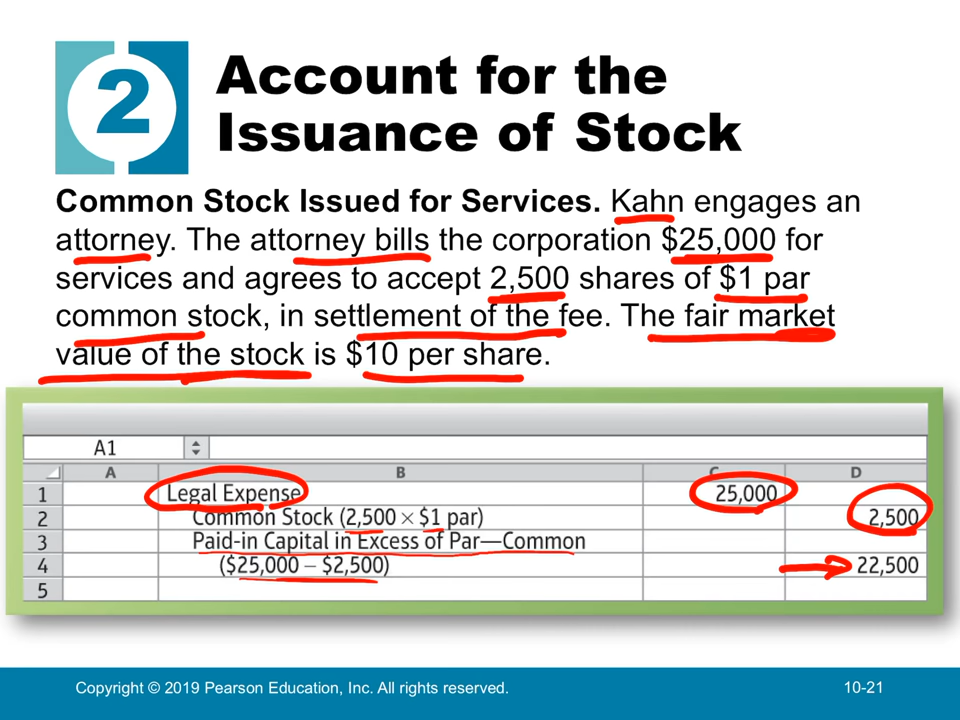 2
Account for the
Issuance of Stock
Common Stock Issued for Services. Kahn engages an
attorney. The attorney bills the corporation $25,000 for
services and agrees to accept 2,500 shares of $1 par
common stock, in settlement of the fee. The fair market
value of the stock is $10 per share.
A1
A B C D
1 Legal Expense 25,000
2 Common Stock (2,500 × $1 par) 2,500
3 Paid-in Capital in Excess of Par—Common
4 ($25,000 – $2,500) 22,500
5
Copyright © 2019 Pearson Education, Inc. All rights reserved. 10-21